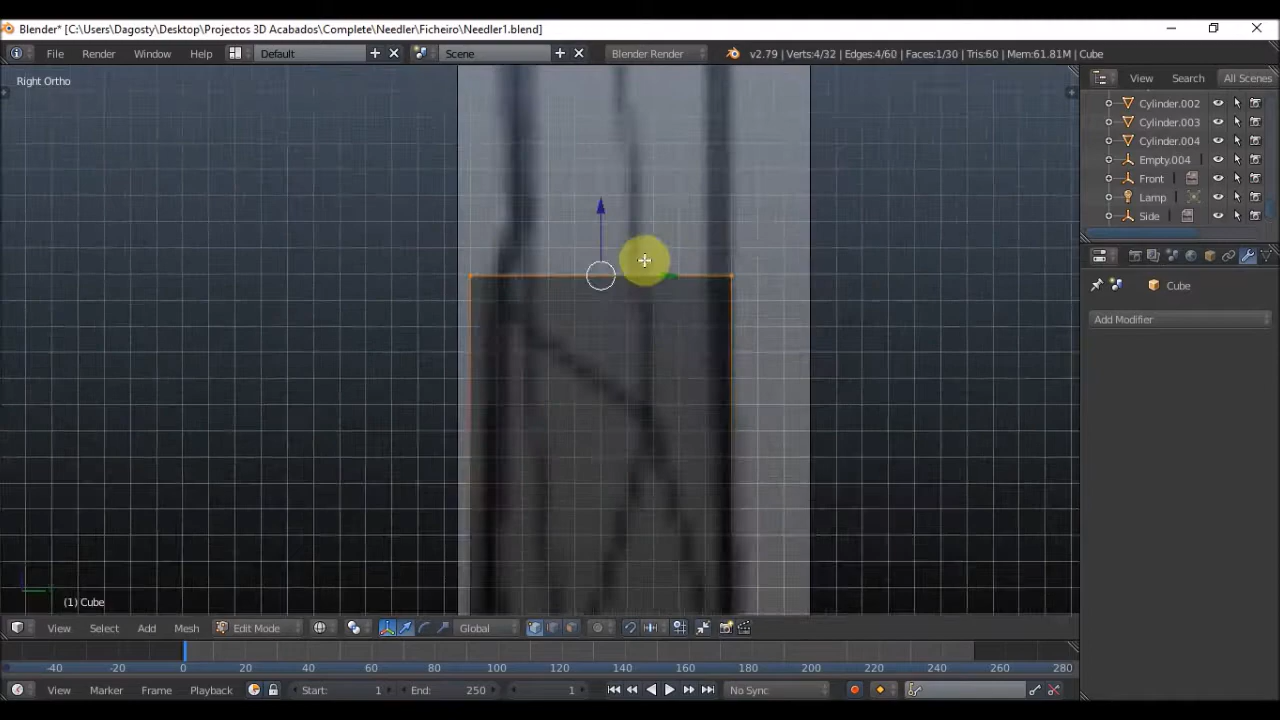 Blender* [C:\Users\Dagosty\Desktop\Projectos 3D Acabados\Complete\Needler\Ficheiro\Needler1.blend]
File Render Window Help Default Scene Blender Render v2.79 | Verts:4/32 | Edges:4/60 | Faces:1/30 | Tris:60 | Mem:61.81M | Cube
Right Ortho
View Search All Scenes
Cylinder.002
Cylinder.003
Cylinder.004
Empty.004
Front
Lamp
Side
Cube
Add Modifier
(1) Cube
View Select Add Mesh Edit Mode Global
-40 -20 0 20 40 60 80 100 120 140 160 180 200 220 240 260 280
View Marker Frame Playback Start: 1 End: 250 1 No Sync